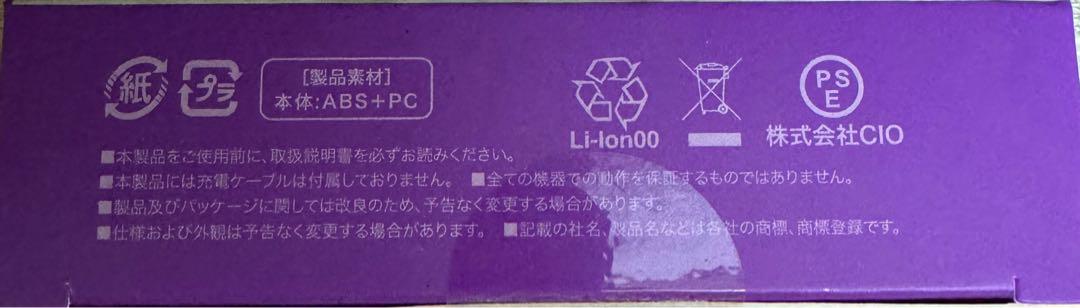 紙
プラ
[製品素材]
本体:ABS+PC
Li-Ion00
PS
E
株式会社CIO
■本製品をご使用前に、取扱説明書を必ずお読みください。
■本製品には充電ケーブルは付属しておりません。 ■全ての機器での動作を保証するものではありません。
■製品及びパッケージに関しては改良のため、予告なく変更する場合があります。
■仕様および外観は予告なく変更する場合があります。 ■記載の社名、製品名などは各社の商標、商標登録です。